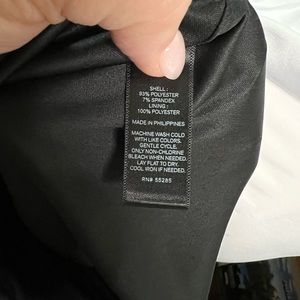 SHELL:
93% POLYESTER
7% SPANDEX
LINING:
100% POLYESTER
MADE IN PHILIPPINES
MACHINE WASH COLD
WITH LIKE COLORS,
GENTLE CYCLE.
ONLY NON-CHLORINE
BLEACH WHEN NEEDED.
LAY FLAT TO DRY.
COOL IRON IF NEEDED.
RN# 55285